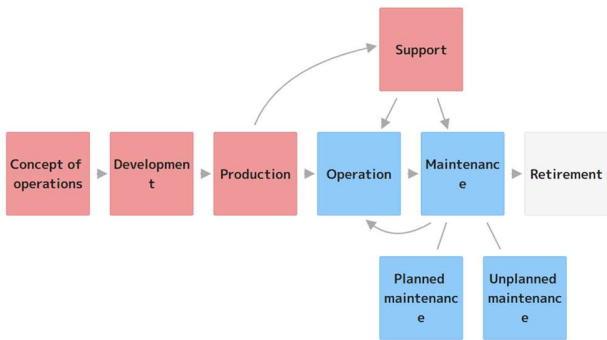 Support
Concept of
operations
Developmen
t
Production
Operation
Maintenanc
e
Retirement
Planned
maintenanc
e
Unplanned
maintenanc
e